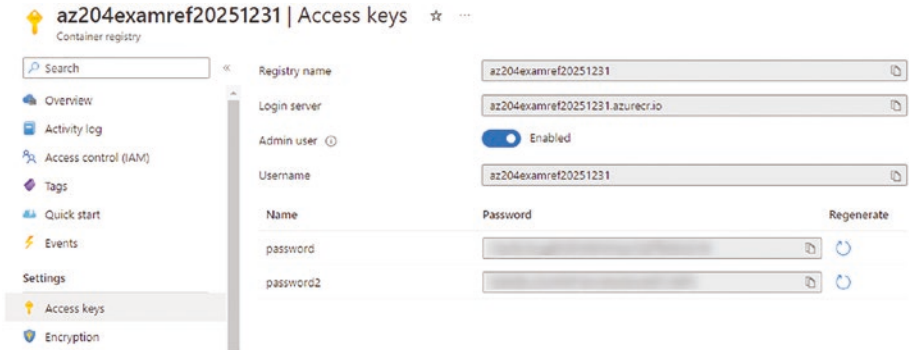 az204examref20251231 | Access keys
Container registry
Search
Overview
Activity log
Access control (IAM)
Tags
Quick start
Events
Settings
Access keys
Encryption
Registry name
az204examref20251231
Login server
az204examref20251231.azurecr.io
Admin user
Enabled
Username
az204examref20251231
Name Password Regenerate
password
password2